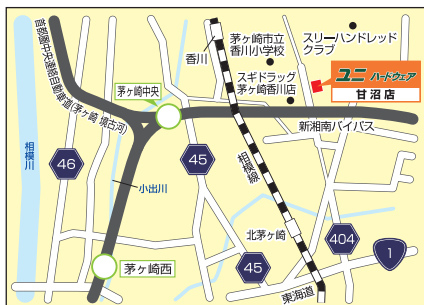 首都圏中央連絡自動車道(茅ヶ崎 境古河)
香川
茅ヶ崎市立
香川小学校
スリーハンドレッド
クラブ
茅ヶ崎中央
スギドラッグ
茅ヶ崎香川店
ユニ ハードウェア
甘沼店
新湘南バイパス
相模川
46
45
小出川
相模線
北茅ヶ崎
404
1
45
茅ヶ崎西
東海道